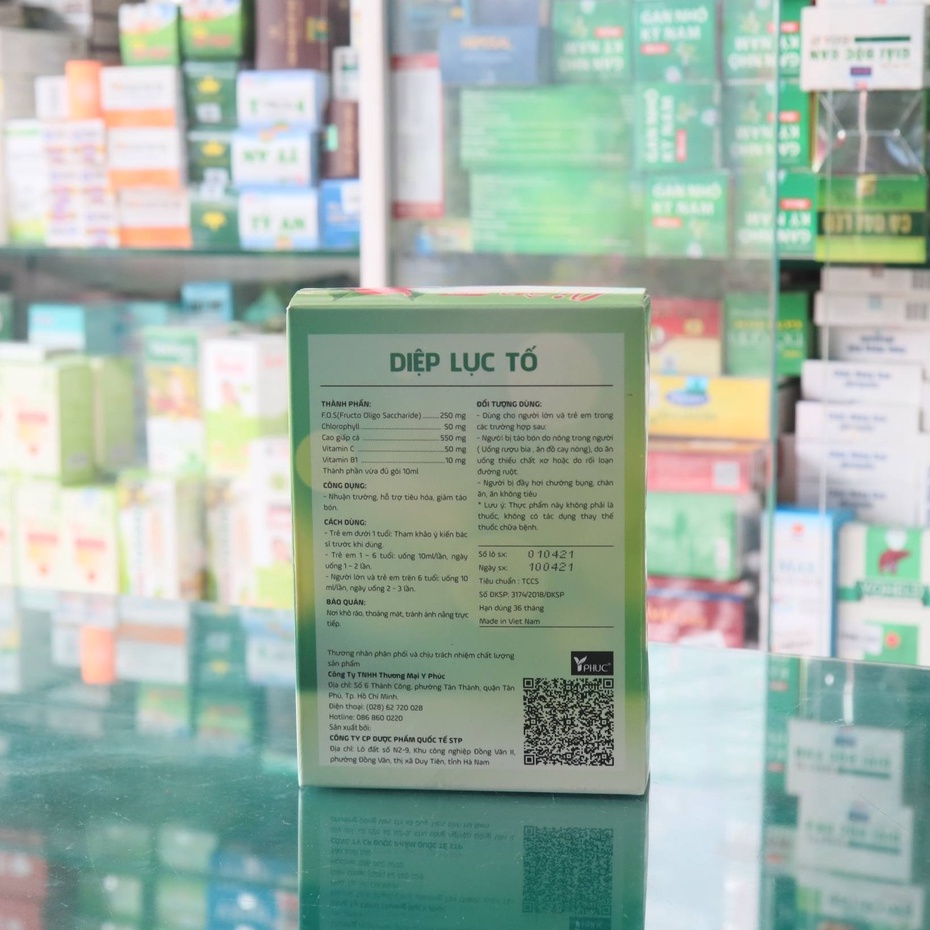 DIỆP LỤC TỐ
THÀNH PHẦN:
F.O.S(Fructo Oligo Saccharide)........250 mg
Chlorophyll........50 mg
Cao giấp cá........550 mg
Vitamin C........50 mg
Vitamin B1........10 mg
Thành phần vừa đủ gói 10ml
CÔNG DỤNG:
- Nhuận trường, hỗ trợ tiêu hóa, giảm táo
bón.
CÁCH DÙNG:
- Trẻ em dưới 1 tuổi: Tham khảo ý kiến bác
sĩ trước khi dùng.
- Trẻ em 1 – 6 tuổi: uống 10ml/lần, ngày
uống 1 - 2 lần.
- Người lớn và trẻ em trên 6 tuổi: uống 10
ml/lần, ngày uống 2 - 3 lần.
BẢO QUẢN:
Nơi khô ráo, thoáng mát, tránh ánh nắng trực
tiếp.
ĐỐI TƯỢNG DÙNG:
- Dùng cho người lớn và trẻ em trong
các trường hợp sau:
- Người bị táo bón do nóng trong người
( Uống rượu bia , ăn đồ cay nóng), do ăn
uống thiếu chất xơ hoặc do rối loạn
đường ruột.
- Người bị đầy hơi chướng bụng, chán
ăn, ăn không tiêu
* Lưu ý: Thực phẩm này không phải là
thuốc, không có tác dụng thay thế
thuốc chữa bệnh.
Số lô sx: 010421
Ngày sx: 100421
Tiêu chuẩn : TCCS
Số ĐKSP: 3174/2018/ĐKSP
Hạn dùng 36 tháng
Made in Viet Nam
Thương nhân phân phối và chịu trách nhiệm chất lượng
sản phẩm
Công Ty TNHH Thương Mại Y Phúc
Địa chỉ: Số 6 Thành Công, phường Tân Thành, quận Tân
Phú, Tp. Hồ Chí Minh.
Điện thoại: (028) 62 720 028
Hotline: 086 860 0220
Sản xuất bởi:
CÔNG TY CP DƯỢC PHẨM QUỐC TẾ STP
Địa chỉ: Lô đất số N2-9, Khu công nghiệp Đồng Văn II,
phường Đồng Văn, thị xã Duy Tiên, tỉnh Hà Nam
Y PHUC